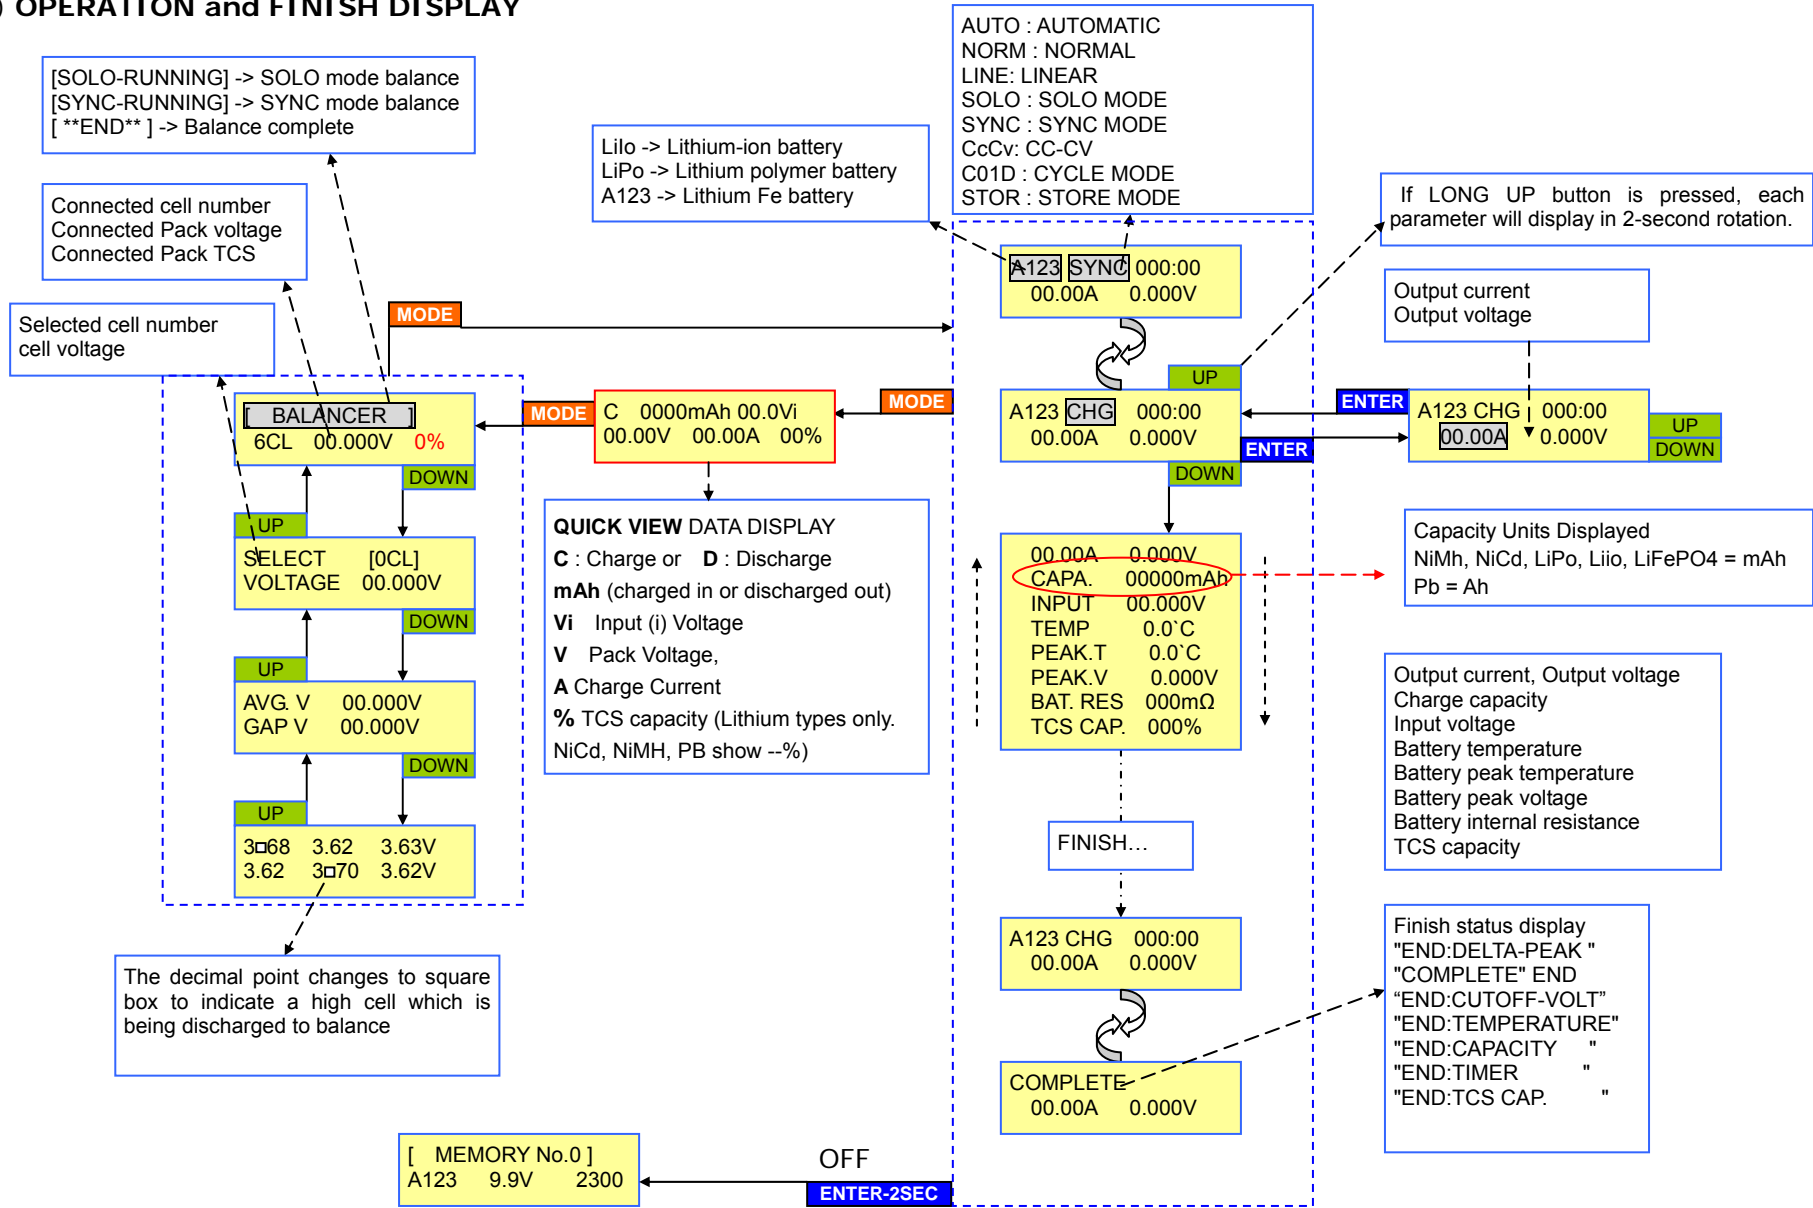 ) OPERATION and FINISH DISPLAY
AUTO : AUTOMATIC
NORM : NORMAL
LINE: LINEAR
SOLO : SOLO MODE
SYNC : SYNC MODE
CcCv: CC-CV
C01D : CYCLE MODE
STOR : STORE MODE
[SOLO-RUNNING] -> SOLO mode balance
[SYNC-RUNNING] -> SYNC mode balance
[ **END** ] -> Balance complete
LiIo -> Lithium-ion battery
LiPo -> Lithium polymer battery
A123 -> Lithium Fe battery
If LONG UP button is pressed, each
parameter will display in 2-second rotation.
Connected cell number
Connected Pack voltage
Connected Pack TCS
A123 SYNC 000:00
00.00A 0.000V
Output current
Output voltage
Selected cell number
cell voltage
MODE
UP
[ BALANCER ]
6CL 00.000V 0%
DOWN
MODE
C 0000mAh 00.0Vi
00.00V 00.00A 00%
MODE
A123 CHG 000:00
00.00A 0.000V
DOWN
ENTER
ENTER
A123 CHG 000:00
00.00A 0.000V
UP
DOWN
UP
SELECT [0CL]
VOLTAGE 00.000V
DOWN
UP
AVG. V 00.000V
GAP V 00.000V
DOWN
UP
3□68 3.62 3.63V
3.62 3□70 3.62V
QUICK VIEW DATA DISPLAY
C : Charge or D : Discharge
mAh (charged in or discharged out)
Vi Input (i) Voltage
V Pack Voltage,
A Charge Current
% TCS capacity (Lithium types only.
NiCd, NiMH, PB show --%)
00.00A 0.000V
CAPA. 00000mAh
INPUT 00.000V
TEMP 0.0`C
PEAK.T 0.0`C
PEAK.V 0.000V
BAT. RES 000mΩ
TCS CAP. 000%
Capacity Units Displayed
NiMh, NiCd, LiPo, Liio, LiFePO4 = mAh
Pb = Ah
Output current, Output voltage
Charge capacity
Input voltage
Battery temperature
Battery peak temperature
Battery peak voltage
Battery internal resistance
TCS capacity
FINISH…
A123 CHG 000:00
00.00A 0.000V
The decimal point changes to square
box to indicate a high cell which is
being discharged to balance
Finish status display
"END:DELTA-PEAK "
"COMPLETE" END
“END:CUTOFF-VOLT”
"END:TEMPERATURE"
"END:CAPACITY "
"END:TIMER "
"END:TCS CAP. "
COMPLETE
00.00A 0.000V
[ MEMORY No.0 ]
A123 9.9V 2300
OFF
ENTER-2SEC